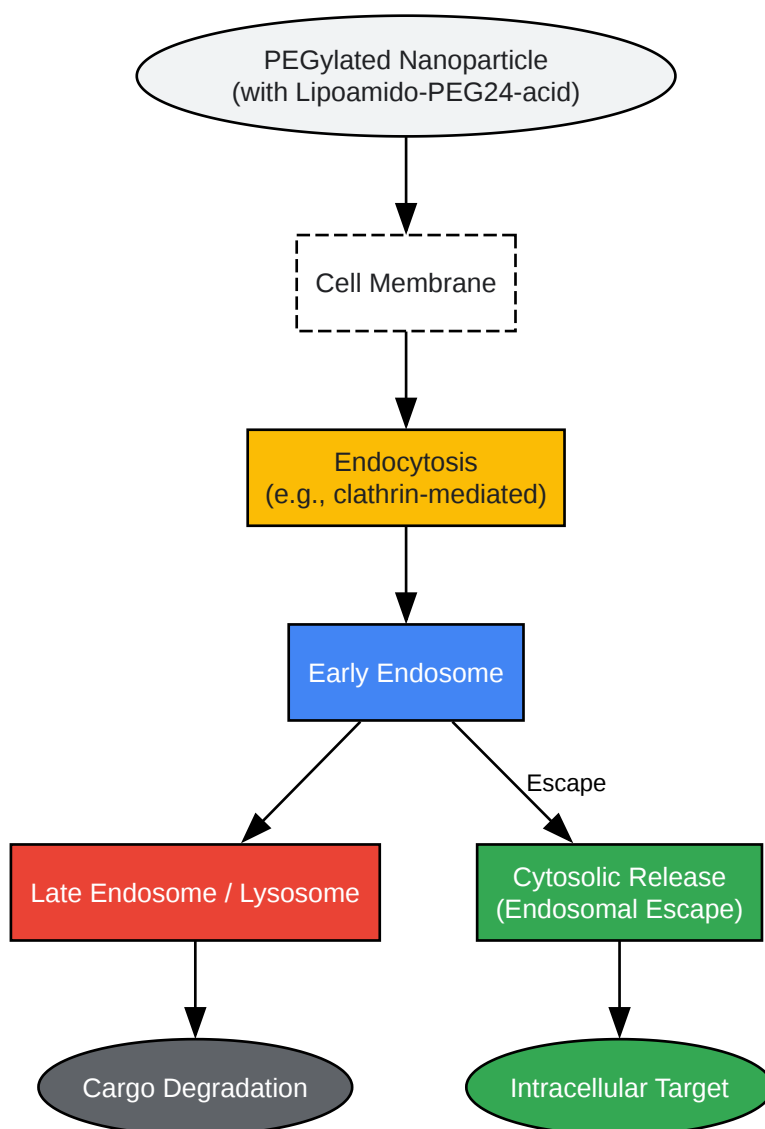 PEGylated Nanoparticle
(with Lipoamido-PEG24-acid)
Cell Membrane
Endocytosis
(e.g., clathrin-mediated)
Early Endosome
Escape
Late Endosome / Lysosome
Cytosolic Release
(Endosomal Escape)
Cargo Degradation
Intracellular Target